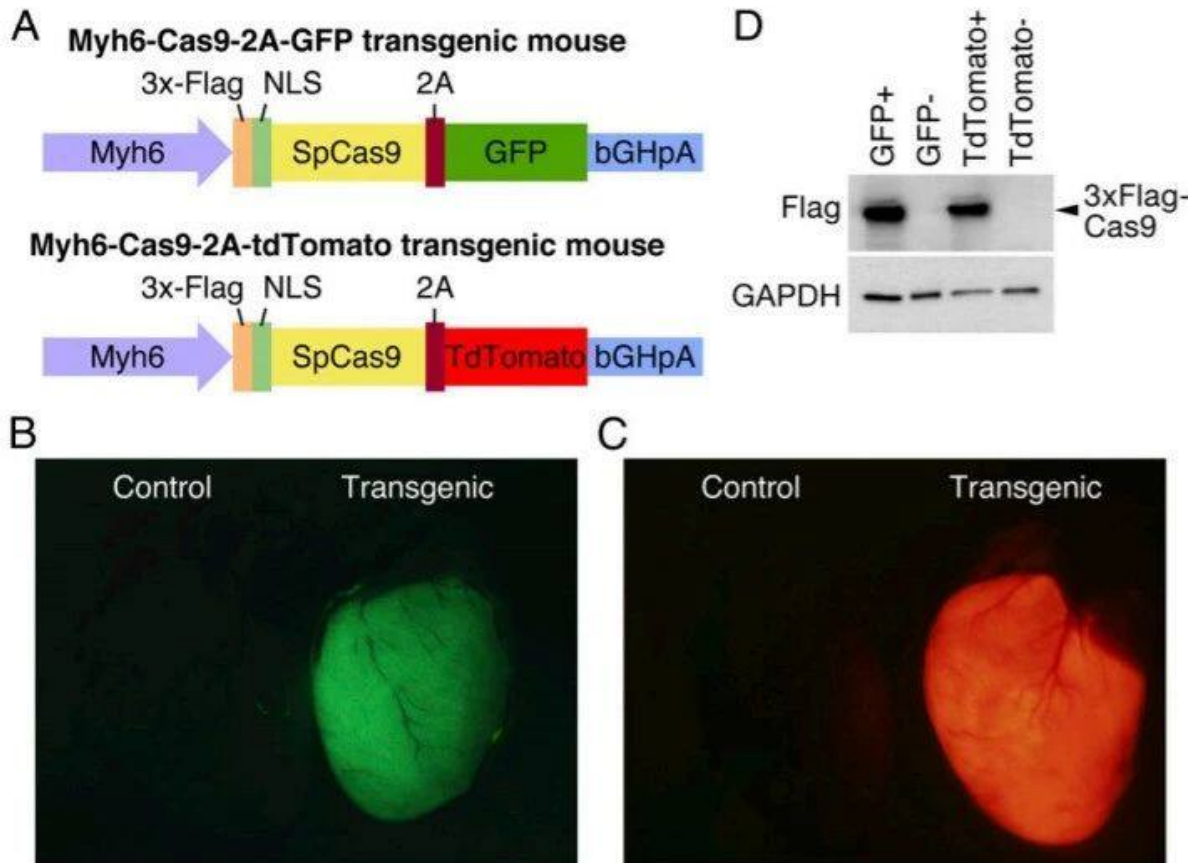 A
Myh6-Cas9-2A-GFP transgenic mouse
3x-Flag NLS 2A
Myh6 SpCas9 GFP bGHpA
Myh6-Cas9-2A-tdTomato transgenic mouse
3x-Flag NLS 2A
Myh6 SpCas9 TdTomato bGHpA
D
GFP+
GFP-
TdTomato+
TdTomato-
Flag
3xFlag-
Cas9
GAPDH
B
Control Transgenic
C
Control Transgenic